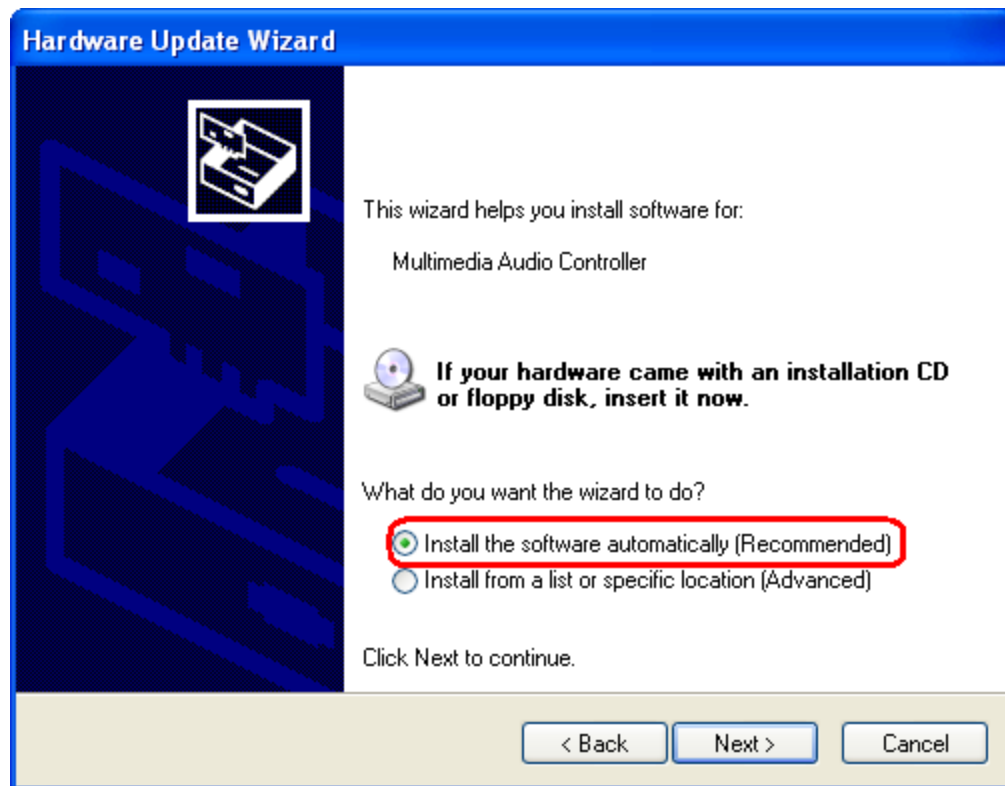 Hardware Update Wizard
This wizard helps you install software for:
Multimedia Audio Controller
If your hardware came with an installation CD
or floppy disk, insert it now.
What do you want the wizard to do?
Install the software automatically (Recommended)
Install from a list or specific location (Advanced)
Click Next to continue.
< Back Next > Cancel